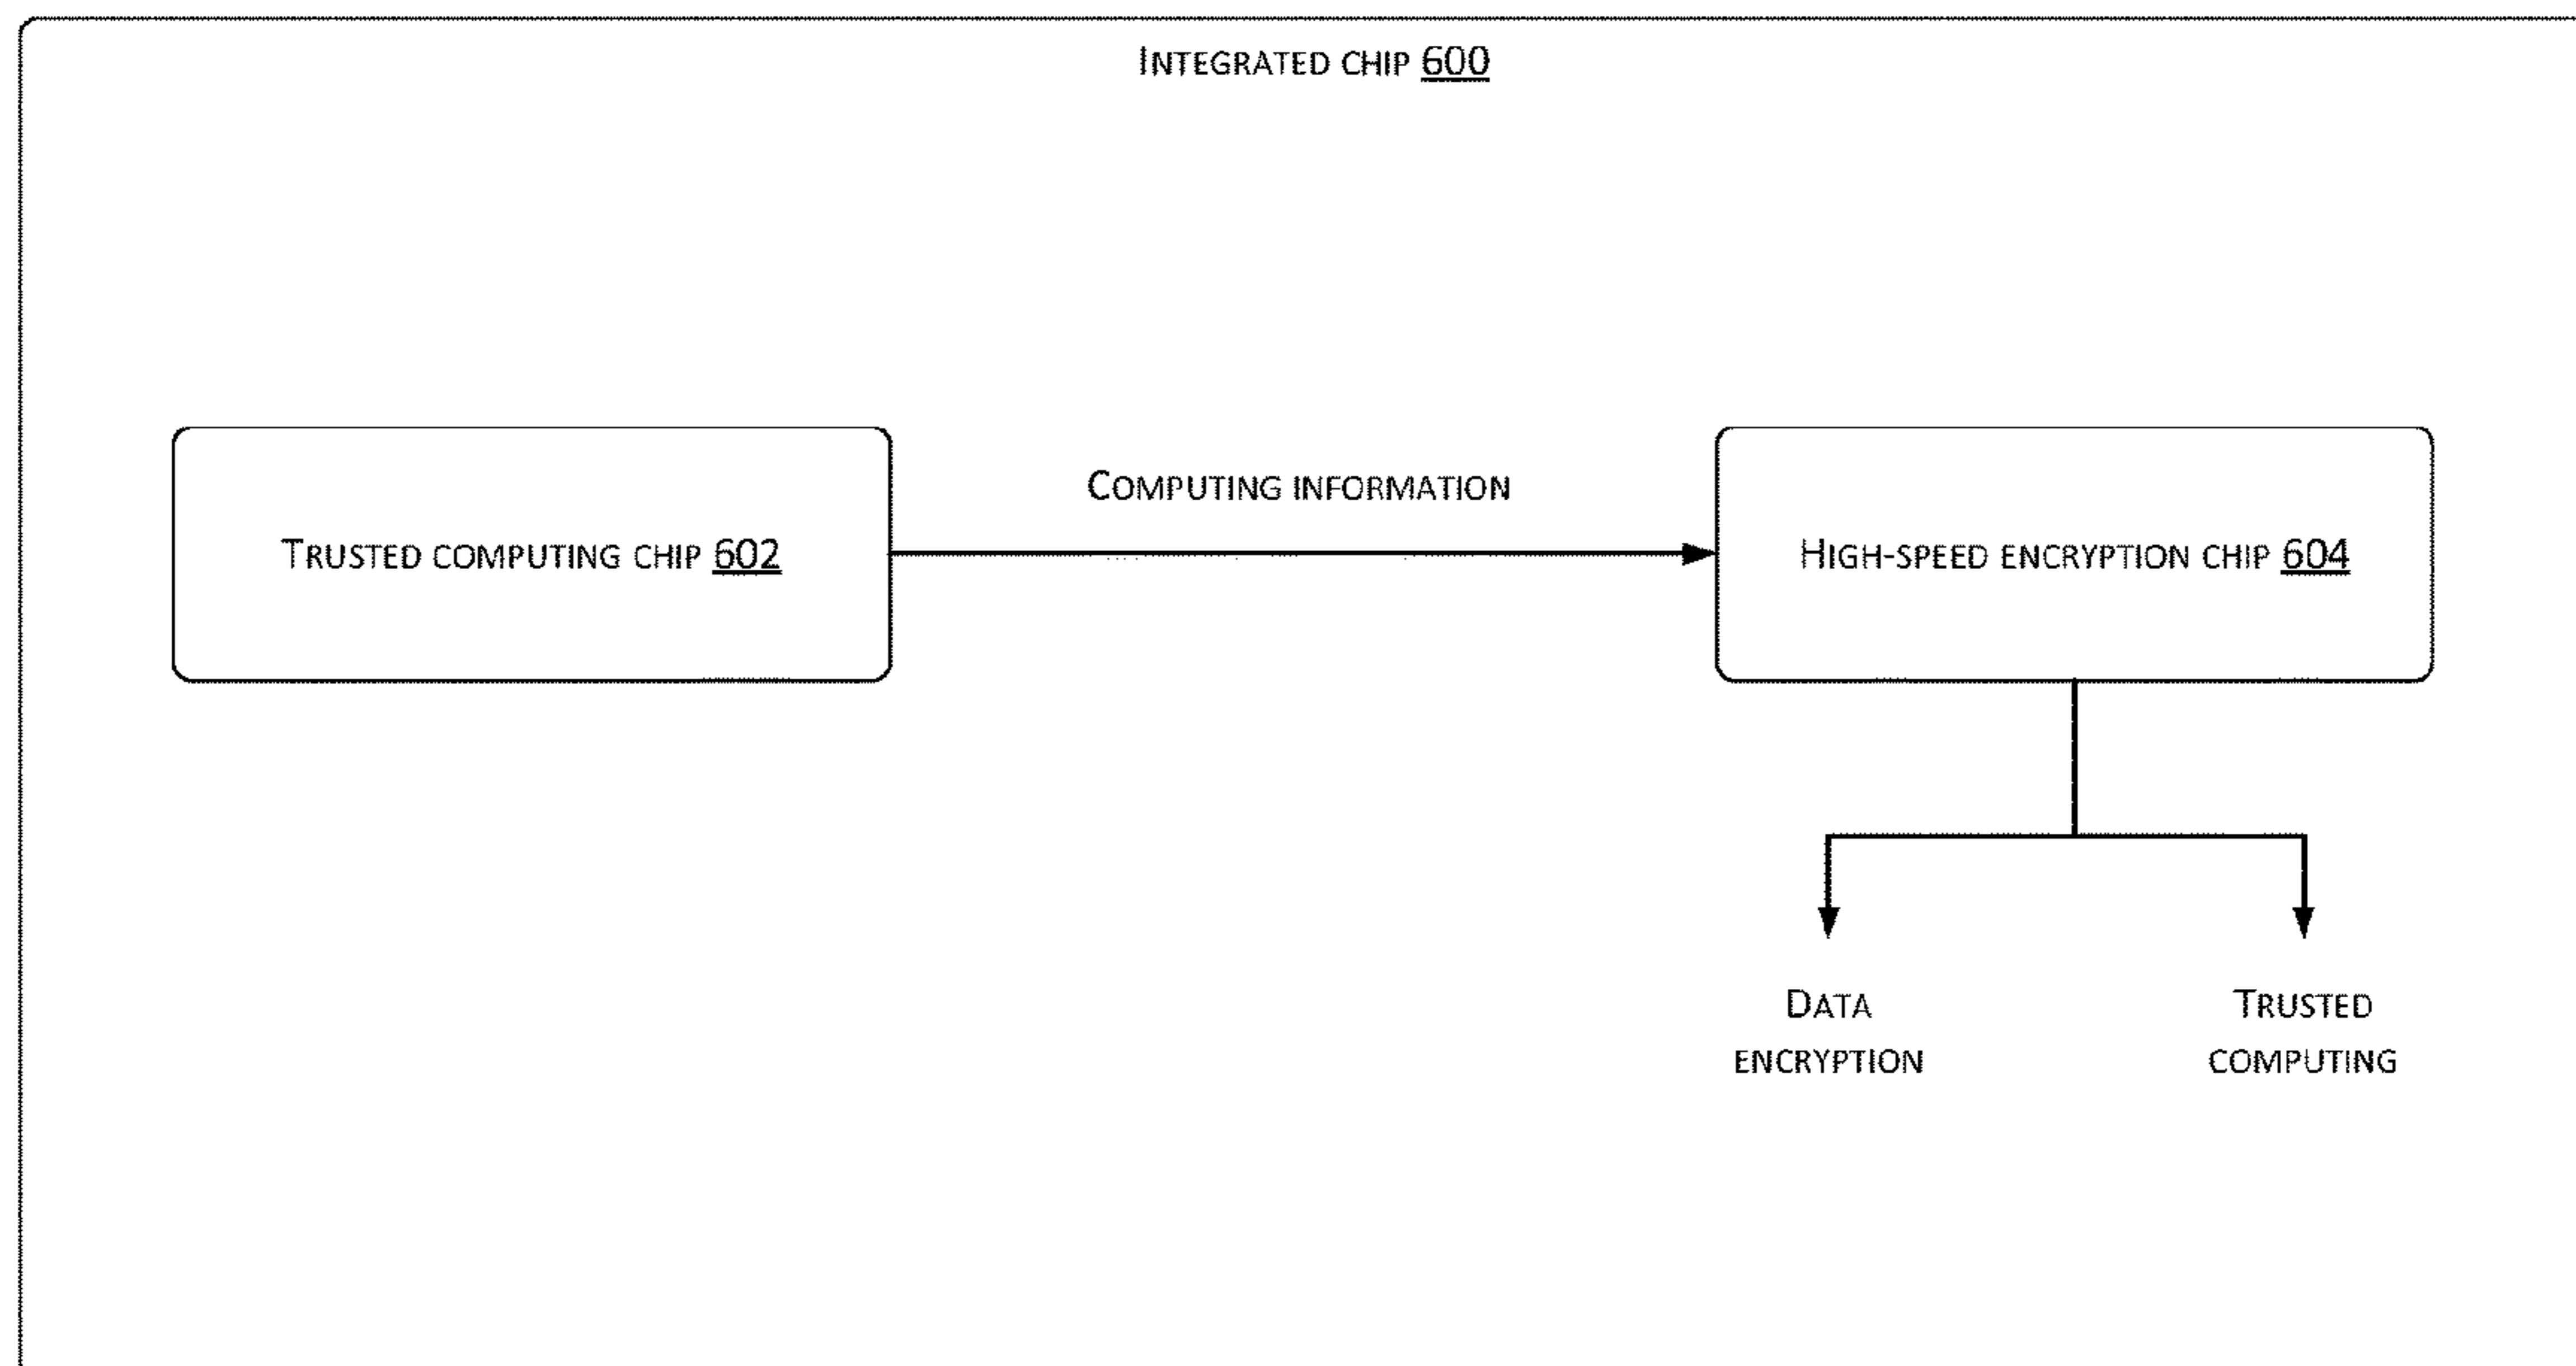 INTEGRATED CHIP 600
COMPUTING INFORMATION
TRUSTED COMPUTING CHIP 602
HIGH-SPEED ENCRYPTION CHIP 604
DATA
ENCRYPTION
TRUSTED
COMPUTING